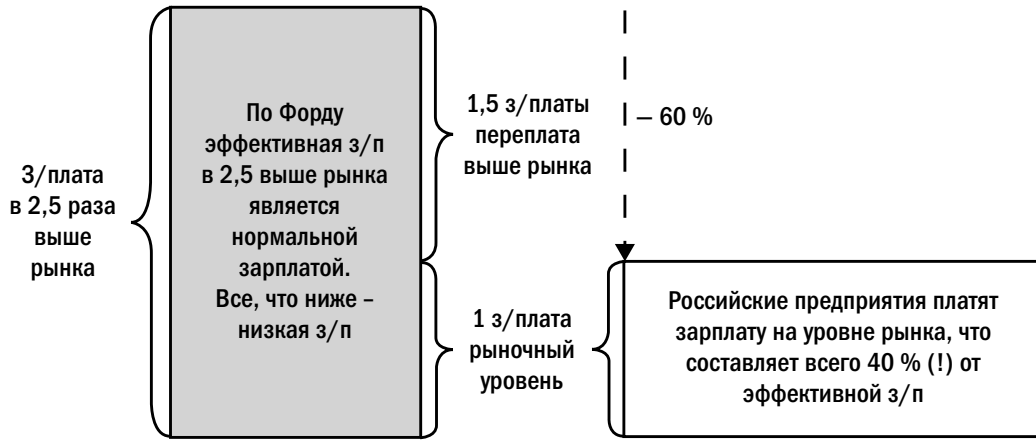 З/плата
в 2,5 раза
выше
рынка
По Форду
эффективная з/п
в 2,5 выше рынка
является
нормальной
зарплатой.
Все, что ниже –
низкая з/п
1,5 з/платы
переплата
выше рынка
– 60 %
1 з/плата
рыночный
уровень
Российские предприятия платят
зарплату на уровне рынка, что
составляет всего 40 % (!) от
эффективной з/п